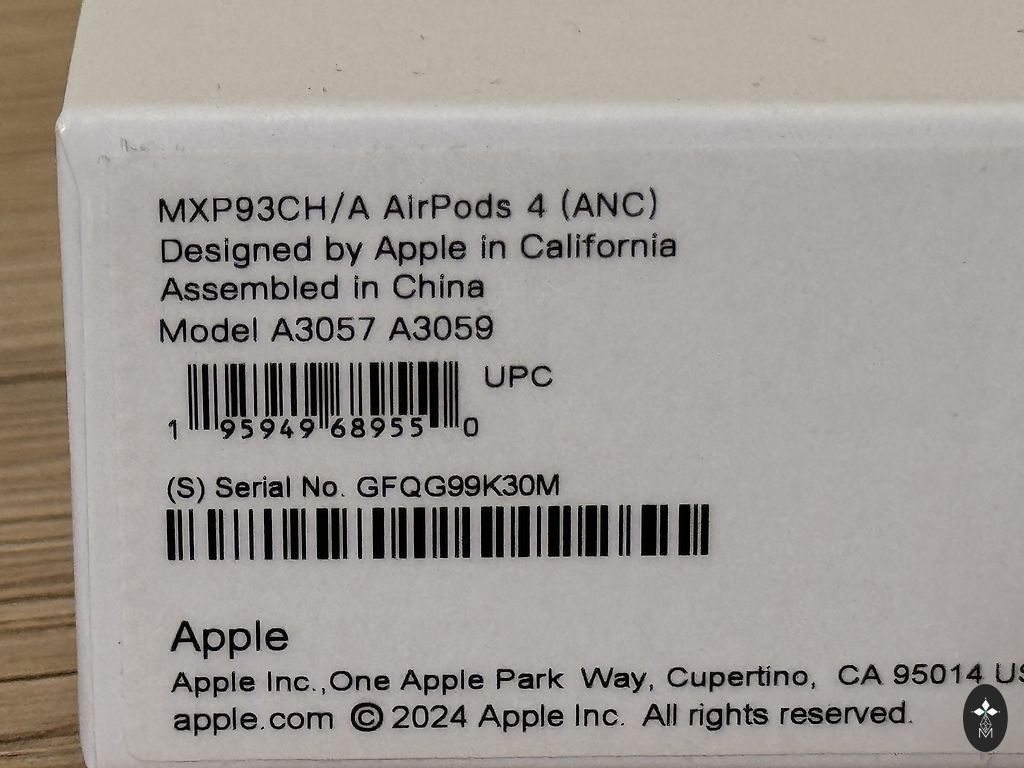 MXP93CH/A AirPods 4 (ANC)
Designed by Apple in California
Assembled in China
Model A3057 A3059
UPC
1 95949 68955 0
(S) Serial No. GFQG99K30M
Apple
Apple Inc.,One Apple Park Way, Cupertino, CA 95014 US
apple.com © 2024 Apple Inc. All rights reserved.
M